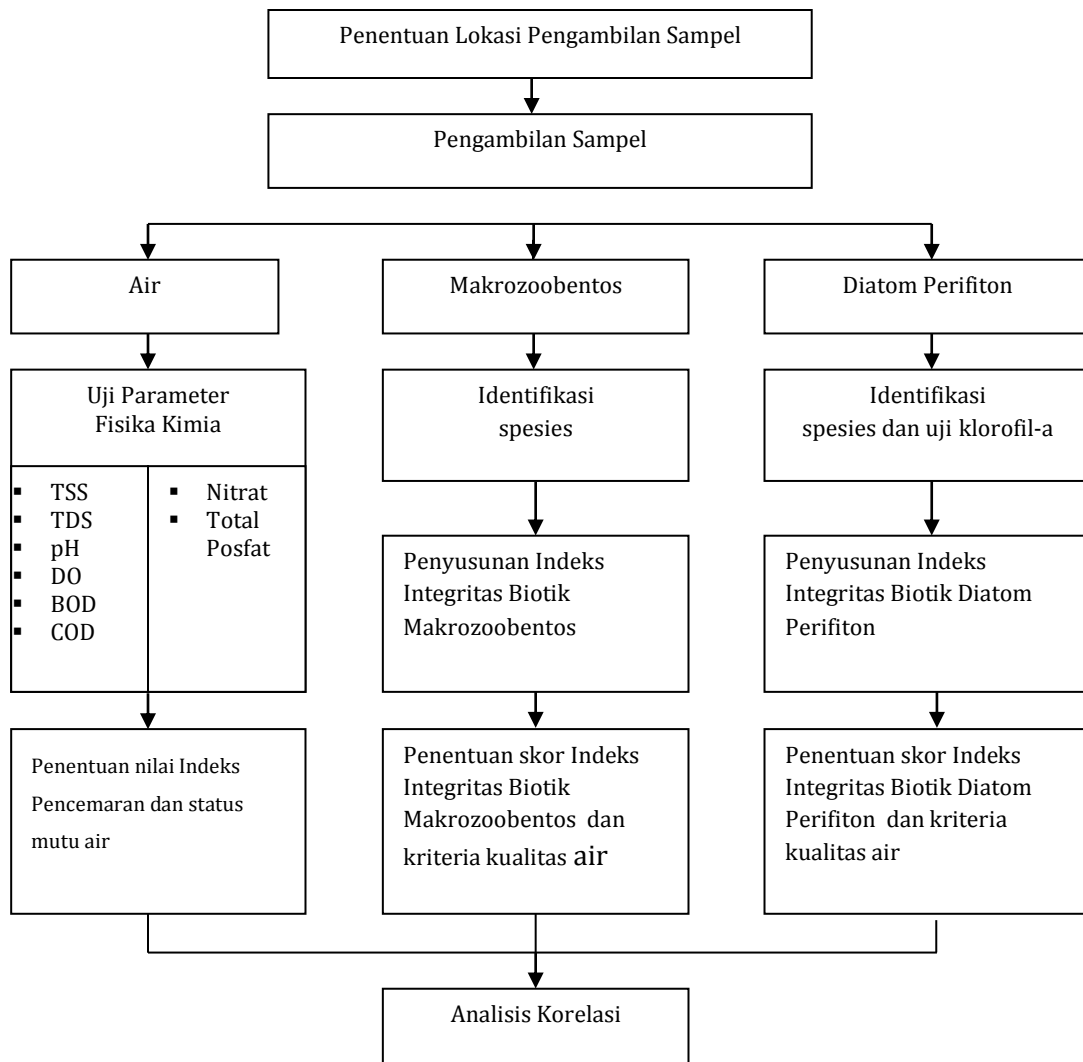 Penentuan Lokasi Pengambilan Sampel
Pengambilan Sampel
Air
Makrozoobentos
Diatom Perifiton
Uji Parameter
Fisika Kimia
▪ TSS
▪ TDS
▪ pH
▪ DO
▪ BOD
▪ COD
▪ Nitrat
▪ Total
Posfat
Identifikasi
spesies
Identifikasi
spesies dan uji klorofil-a
Penyusunan Indeks
Integritas Biotik
Makrozoobentos
Penyusunan Indeks
Integritas Biotik Diatom
Perifiton
Penentuan nilai Indeks
Pencemaran dan status
mutu air
Penentuan skor Indeks
Integritas Biotik
Makrozoobentos dan
kriteria kualitas air
Penentuan skor Indeks
Integritas Biotik Diatom
Perifiton dan kriteria
kualitas air
Analisis Korelasi